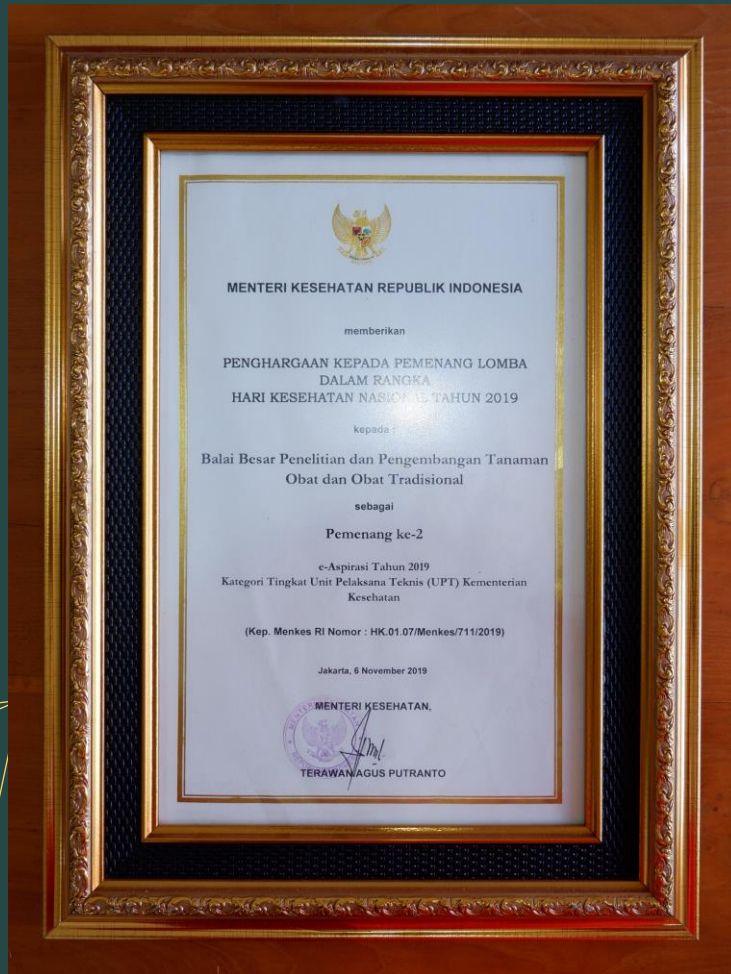 MENTERI KESEHATAN REPUBLIK INDONESIA
memberikan
PENGHARGAAN KEPADA PEMENANG LOMBA
DALAM RANGKA
HARI KESEHATAN NASIONAL TAHUN 2019
kepada :
Balai Besar Penelitian dan Pengembangan Tanaman
Obat dan Obat Tradisional
sebagai
Pemenang ke-2
e-Aspirasi Tahun 2019
Kategori Tingkat Unit Pelaksana Teknis (UPT) Kementerian
Kesehatan
(Kep. Menkes RI Nomor : HK.01.07/Menkes/711/2019)
Jakarta, 6 November 2019
MENTERI KESEHATAN,
TERAWAN AGUS PUTRANTO